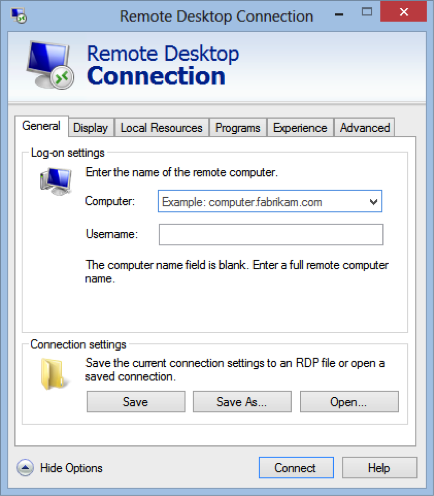 Remote Desktop Connection
Remote Desktop
Connection
General Display Local Resources Programs Experience Advanced
Log-on settings
Enter the name of the remote computer.
Computer: Example: computer.fabrikam.com
Username:
The computer name field is blank. Enter a full remote computer
name.
Connection settings
Save the current connection settings to an RDP file or open a
saved connection.
Save Save As... Open...
Hide Options Connect Help